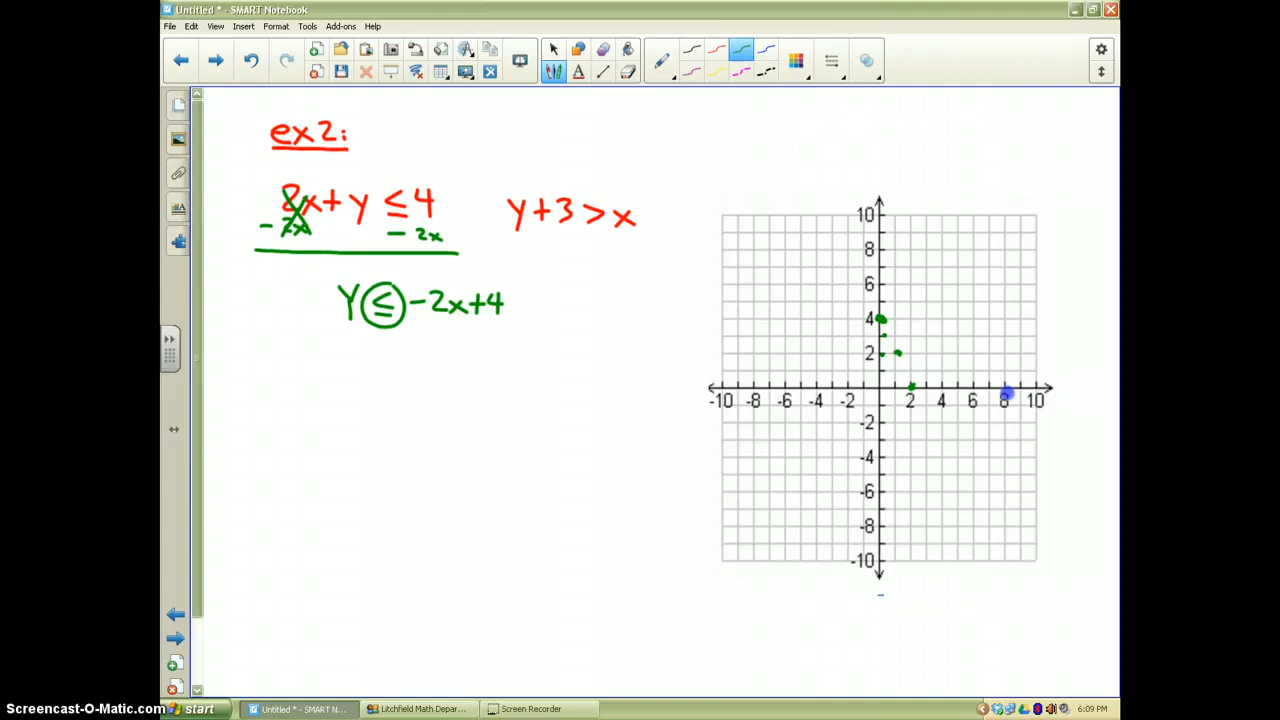 Untitled * - SMART Notebook
File Edit View Insert Format Tools Add-ons Help
ex2:
2x + y ≤ 4
y + 3 > x
- 2x - 2x
y ≤ -2x + 4
10
8
6
4
2
-10 -8 -6 -4 -2 2 4 6 8 10
-2
-4
-6
-8
-10
Screencast-O-Matic.com
start
Untitled * - SMART N...
Litchfield Math Depar...
Screen Recorder
6:09 PM